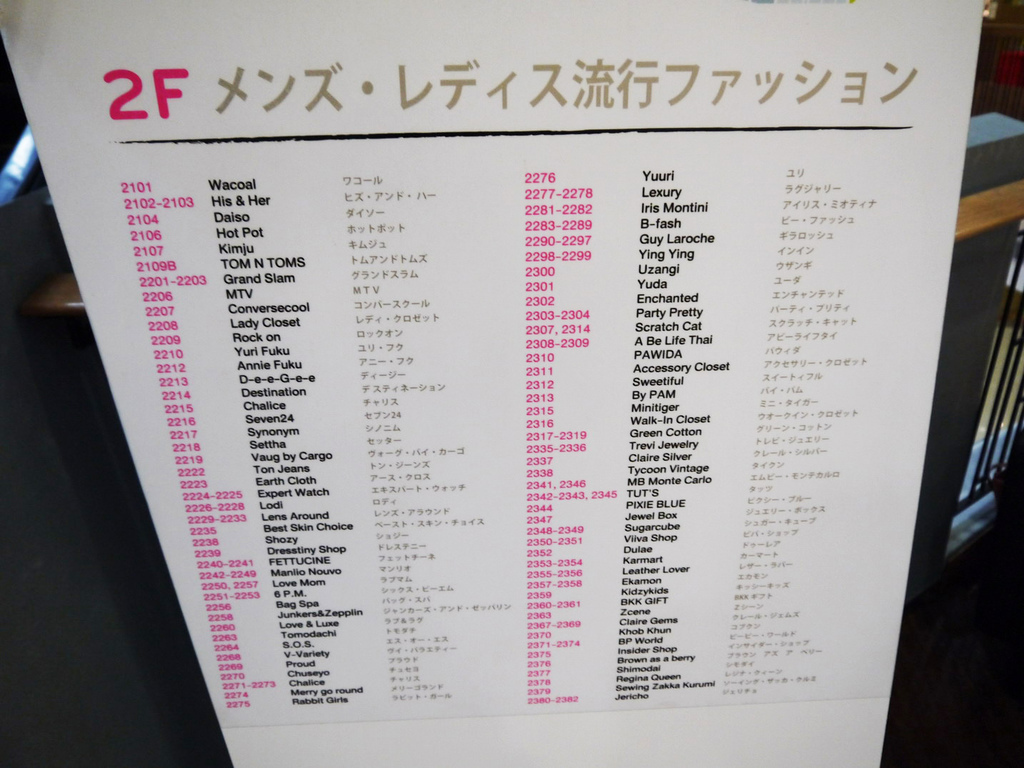 2F メンズ・レディス流行ファッション
2101 Wacoal ワコール
2102-2103 His & Her ヒズ・アンド・ハー
2104 Daiso ダイソー
2106 Hot Pot ホットポット
2107 Kimju キムジュ
2109B TOM N TOMS トムアンドトムズ
2201-2203 Grand Slam グランドスラム
2206 MTV MTV
2207 Conversecool コンバースクール
2208 Lady Closet レディ・クロゼット
2209 Rock on ロックオン
2210 Yuri Fuku ユリ・フク
2212 Annie Fuku アニー・フク
2213 D-e-e-G-e-e ディージー
2214 Destination デスティネーション
2215 Chalice チャリス
2216 Seven24 セブン24
2217 Synonym シノニム
2218 Settha セッター
2219 Vaug by Cargo ヴォーグ・バイ・カーゴ
2222 Ton Jeans トン・ジーンズ
2223 Earth Cloth アース・クロス
2224-2225 Expert Watch エキスパート・ウォッチ
2226-2228 Lodi ロディ
2229-2233 Lens Around レンズ・アラウンド
2235 Best Skin Choice ベースト・スキン・チョイス
2238 Shozy ショジー
2239 Dresstiny Shop ドレステニー
2240-2241 FETTUCINE フェットチーネ
2242-2249 Manlio Nouvo マンリオ
2250, 2257 Love Mom ラブマム
2251-2253 6 P.M. シックス・ピーエム
2256 Bag Spa バッグ・スパ
2258 Junkers&Zepplin ジャンカーズ・アンド・ゼッパリン
2260 Love & Luxe ラブ&ラグ
2263 Tomodachi トモダチ
2264 S.O.S. エス・オー・エス
2268 V-Variety ヴィ・バラエティー
2269 Proud プラウド
2270 Chuseyo チュセヨ
2271-2273 Chalice チャリス
2274 Merry go round メリーゴランド
2275 Rabbit Girls ラビット・ガール
2276 Yuuri ユリ
2277-2278 Lexury ラグジャリー
2281-2282 Iris Montini アイリス・ミオティナ
2283-2289 B-fash ビー・ファッシュ
2290-2297 Guy Laroche ギラロッシュ
2298-2299 Ying Ying インイン
2300 Uzangi ウザンギ
2301 Yuda ユーダ
2302 Enchanted エンチャンテッド
2303-2304 Party Pretty パーティ・プリティ
2307, 2314 Scratch Cat スクラッチ・キャット
2308-2309 A Be Life Thai アビーライフタイ
2310 PAWIDA パウィダ
2311 Accessory Closet アクセサリー・クロゼット
2312 Sweetiful スイートィフル
2313 By PAM バイ・パム
2315 Minitiger ミニ・タイガー
2316 Walk-In Closet ウオークイン・クロゼット
2317-2319 Green Cotton グリーン・コットン
2335-2336 Trevi Jewelry トレビ・ジュエリー
2337 Claire Silver クレール・シルバー
2338 Tycoon Vintage タイクン
2341, 2346 MB Monte Carlo エムビー・モンテカルロ
2342-2343, 2345 TUT'S タッツ
2344 PIXIE BLUE ピクシー・ブルー
2347 Jewel Box ジュエリー・ボックス
2348-2349 Sugarcube シュガー・キューブ
2350-2351 Viiva Shop ビバ・ショップ
2352 Dulae ドゥーレア
2353-2354 Karmart カーマート
2355-2356 Leather Lover レザー・ラバー
2357-2358 Ekamon エカモン
2359 Kidzykids キッシーキッズ
2360-2361 BKK GIFT BKKギフト
2363 Zcene Zシーン
2367-2369 Claire Gems クレール・ジェムス
2370 Khob Khun コプクン
2371-2374 BP World ビーピー・ワールド
2375 Insider Shop インサイダー・ショップ
2376 Brown as a berry ブラウン アズ ア ベリー
2377 Shimodai シモダイ
2378 Regina Queen レジナ・クィーン
2379 Sewing Zakka Kurumi ソーイング・ザッカ・クルミ
2380-2382 Jericho ジェリチョ